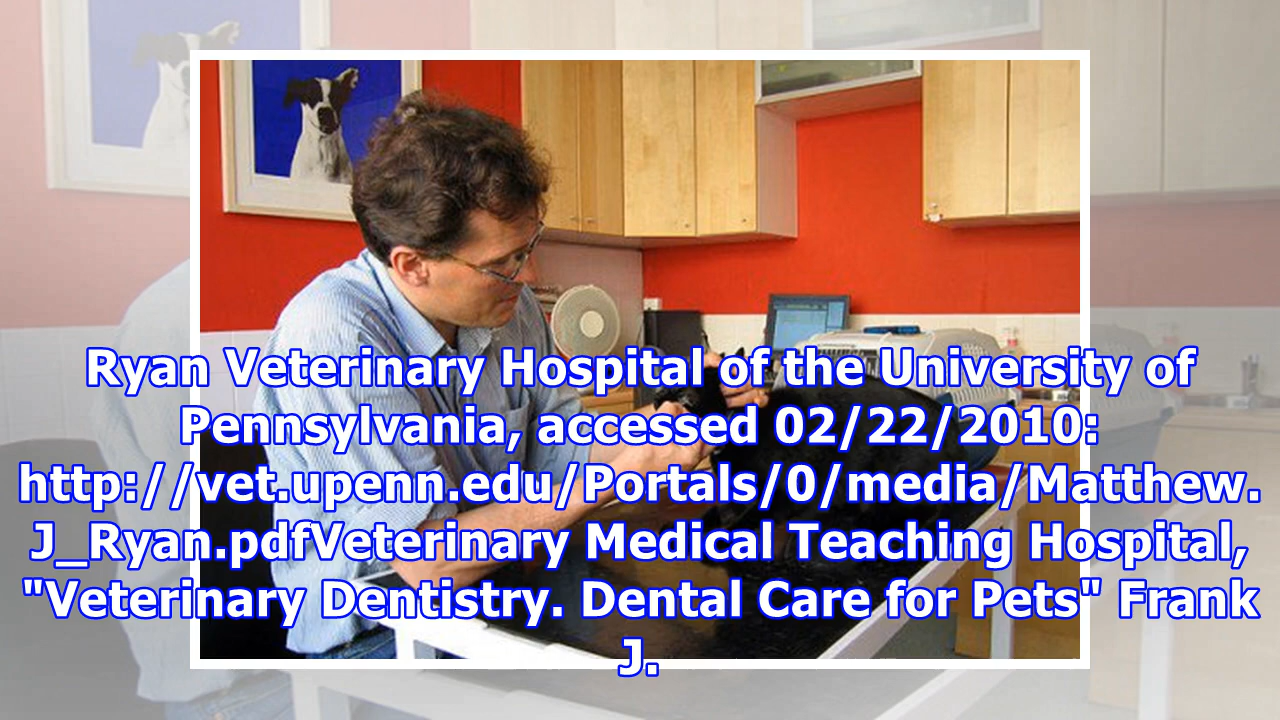 Ryan Veterinary Hospital of the University of
Pennsylvania, accessed 02/22/2010:
http://vet.upenn.edu/Portals/0/media/Matthew.
J_Ryan.pdfVeterinary Medical Teaching Hospital,
"Veterinary Dentistry. Dental Care for Pets" Frank
J.